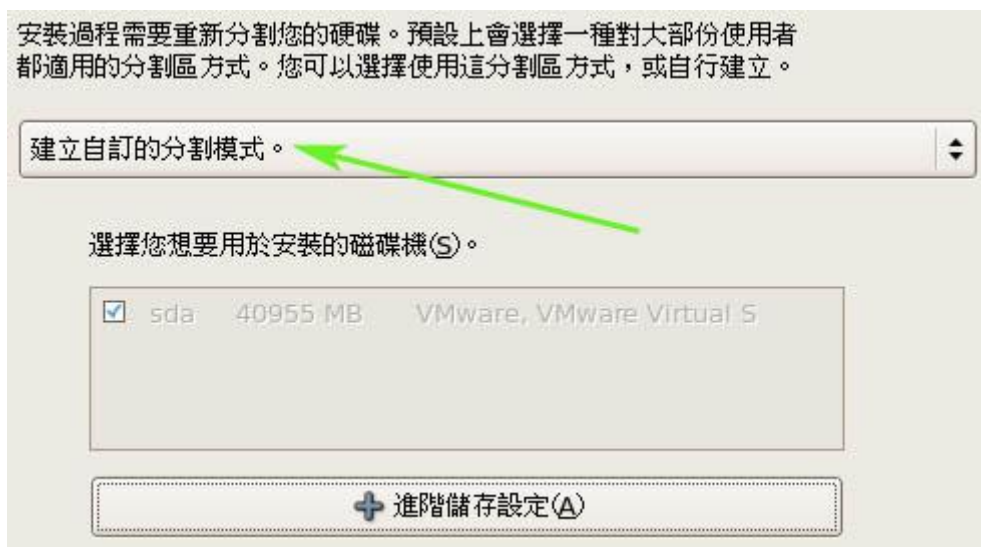 安裝過程需要重新分割您的硬碟。預設上會選擇一種對大部份使用者
都適用的分割區方式。您可以選擇使用這分割區方式，或自行建立。
建立自訂的分割模式。
選擇您想要用於安裝的磁碟機(S)。
sda 40955 MB VMware, VMware Virtual S
進階儲存設定(A)